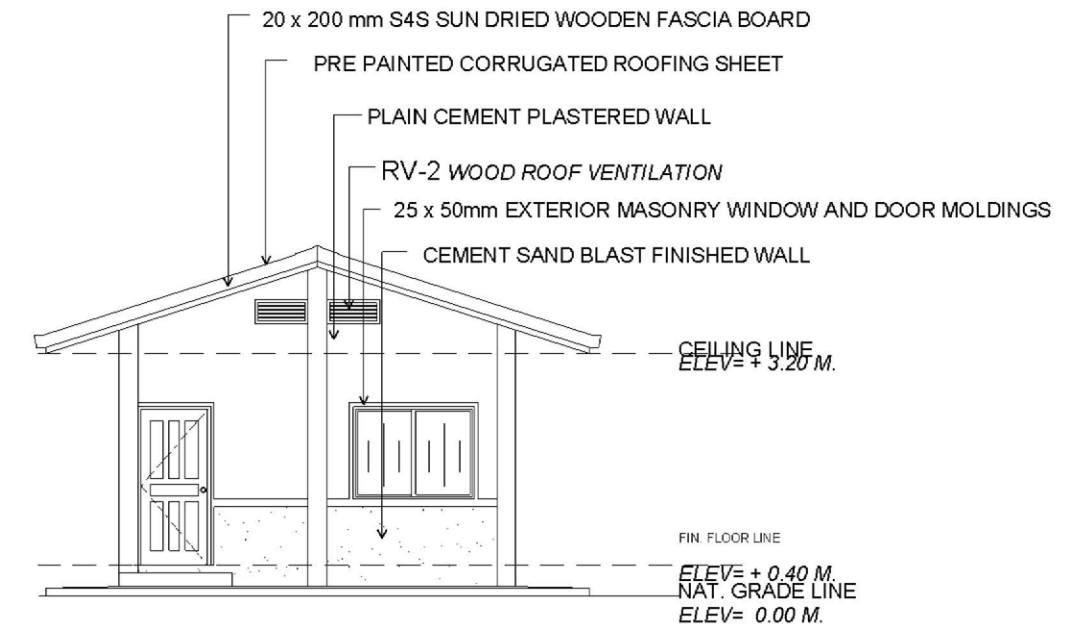 20 x 200 mm S4S SUN DRIED WOODEN FASCIA BOARD
PRE PAINTED CORRUGATED ROOFING SHEET
PLAIN CEMENT PLASTERED WALL
RV-2 WOOD ROOF VENTILATION
25 x 50mm EXTERIOR MASONRY WINDOW AND DOOR MOLDINGS
CEMENT SAND BLAST FINISHED WALL
CEILING LINE
ELEV= + 3.20 M.
FIN. FLOOR LINE
ELEV= + 0.40 M.
NAT. GRADE LINE
ELEV= 0.00 M.